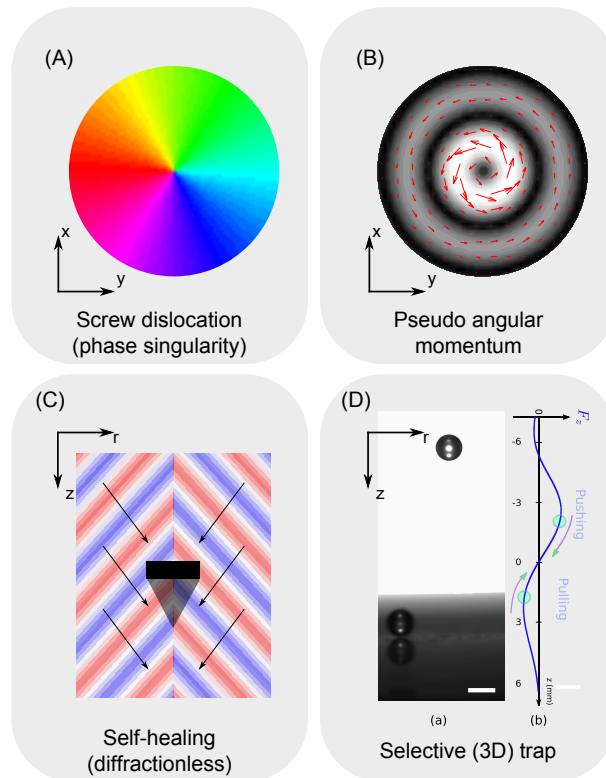 (A)
x
y
Screw dislocation
(phase singularity)
(B)
x
y
Pseudo angular
momentum
(C)
r
z
Self-healing
(diffractionless)
(D)
r
z
(a)
0
F_z
-6
-3
0
3
6
Pushing
Pulling
z (mm)
(b)
Selective (3D) trap